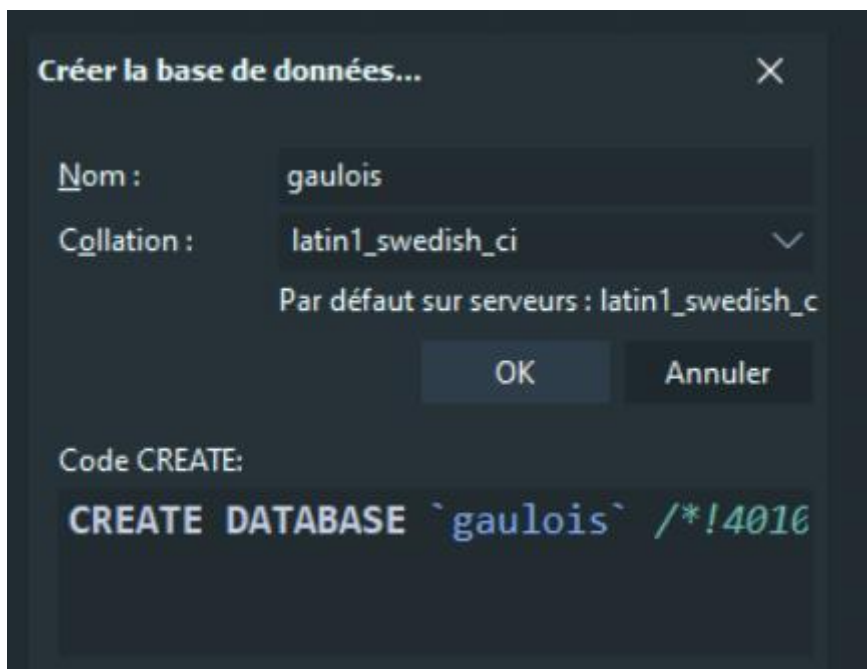 Créer la base de données...
Nom :
gaulois
Collation :
latin1_swedish_ci
Par défaut sur serveurs : latin1_swedish_c
OK
Annuler
Code CREATE:
CREATE DATABASE `gaulois` /*!4010